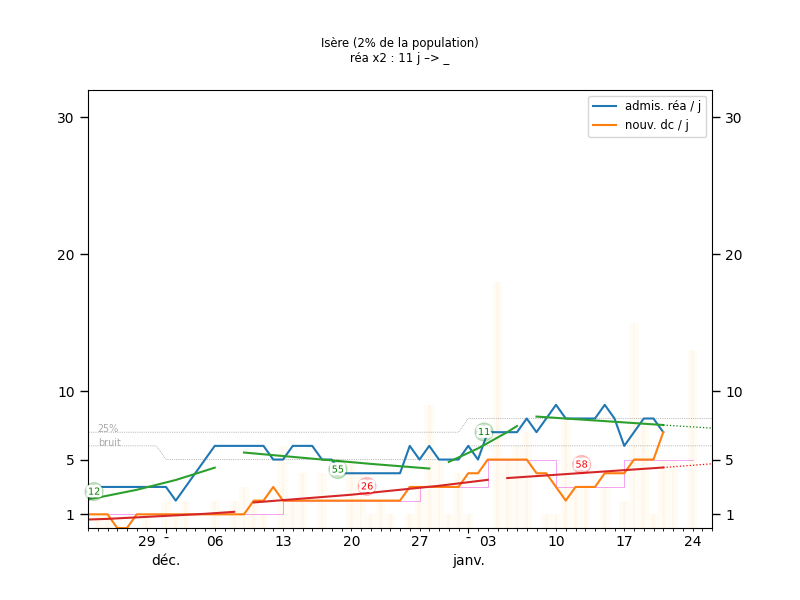 Isère (2% de la population)
réa x2 : 11 j –> _
admis. réa / j
nouv. dc / j
30 30
20 20
10 10
5 5
1 1
25%
bruit
12
55
26
11
58
29 - 06 13 20 27 - 03 10 17 24
déc. janv.